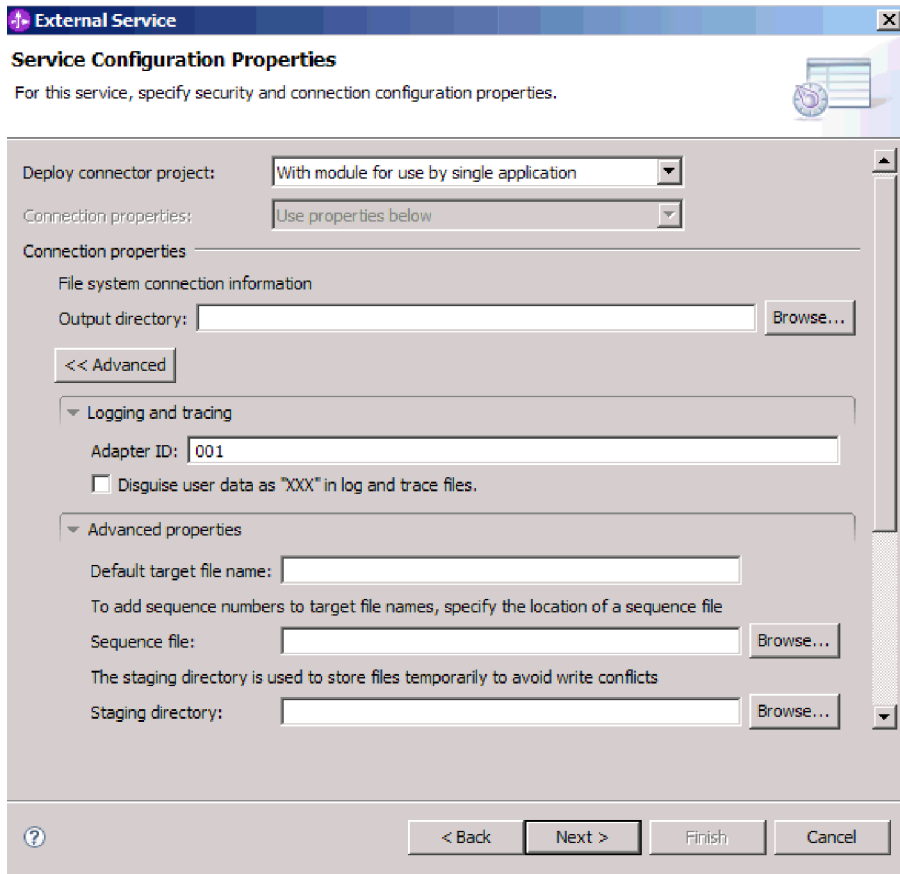 External Service
Service Configuration Properties
For this service, specify security and connection configuration properties.
Deploy connector project: With module for use by single application
Connection properties: Use properties below
Connection properties
File system connection information
Output directory: Browse...
<< Advanced
Logging and tracing
Adapter ID: 001
Disguise user data as "XXX" in log and trace files.
Advanced properties
Default target file name:
To add sequence numbers to target file names, specify the location of a sequence file
Sequence file: Browse...
The staging directory is used to store files temporarily to avoid write conflicts
Staging directory: Browse...
? < Back Next > Finish Cancel